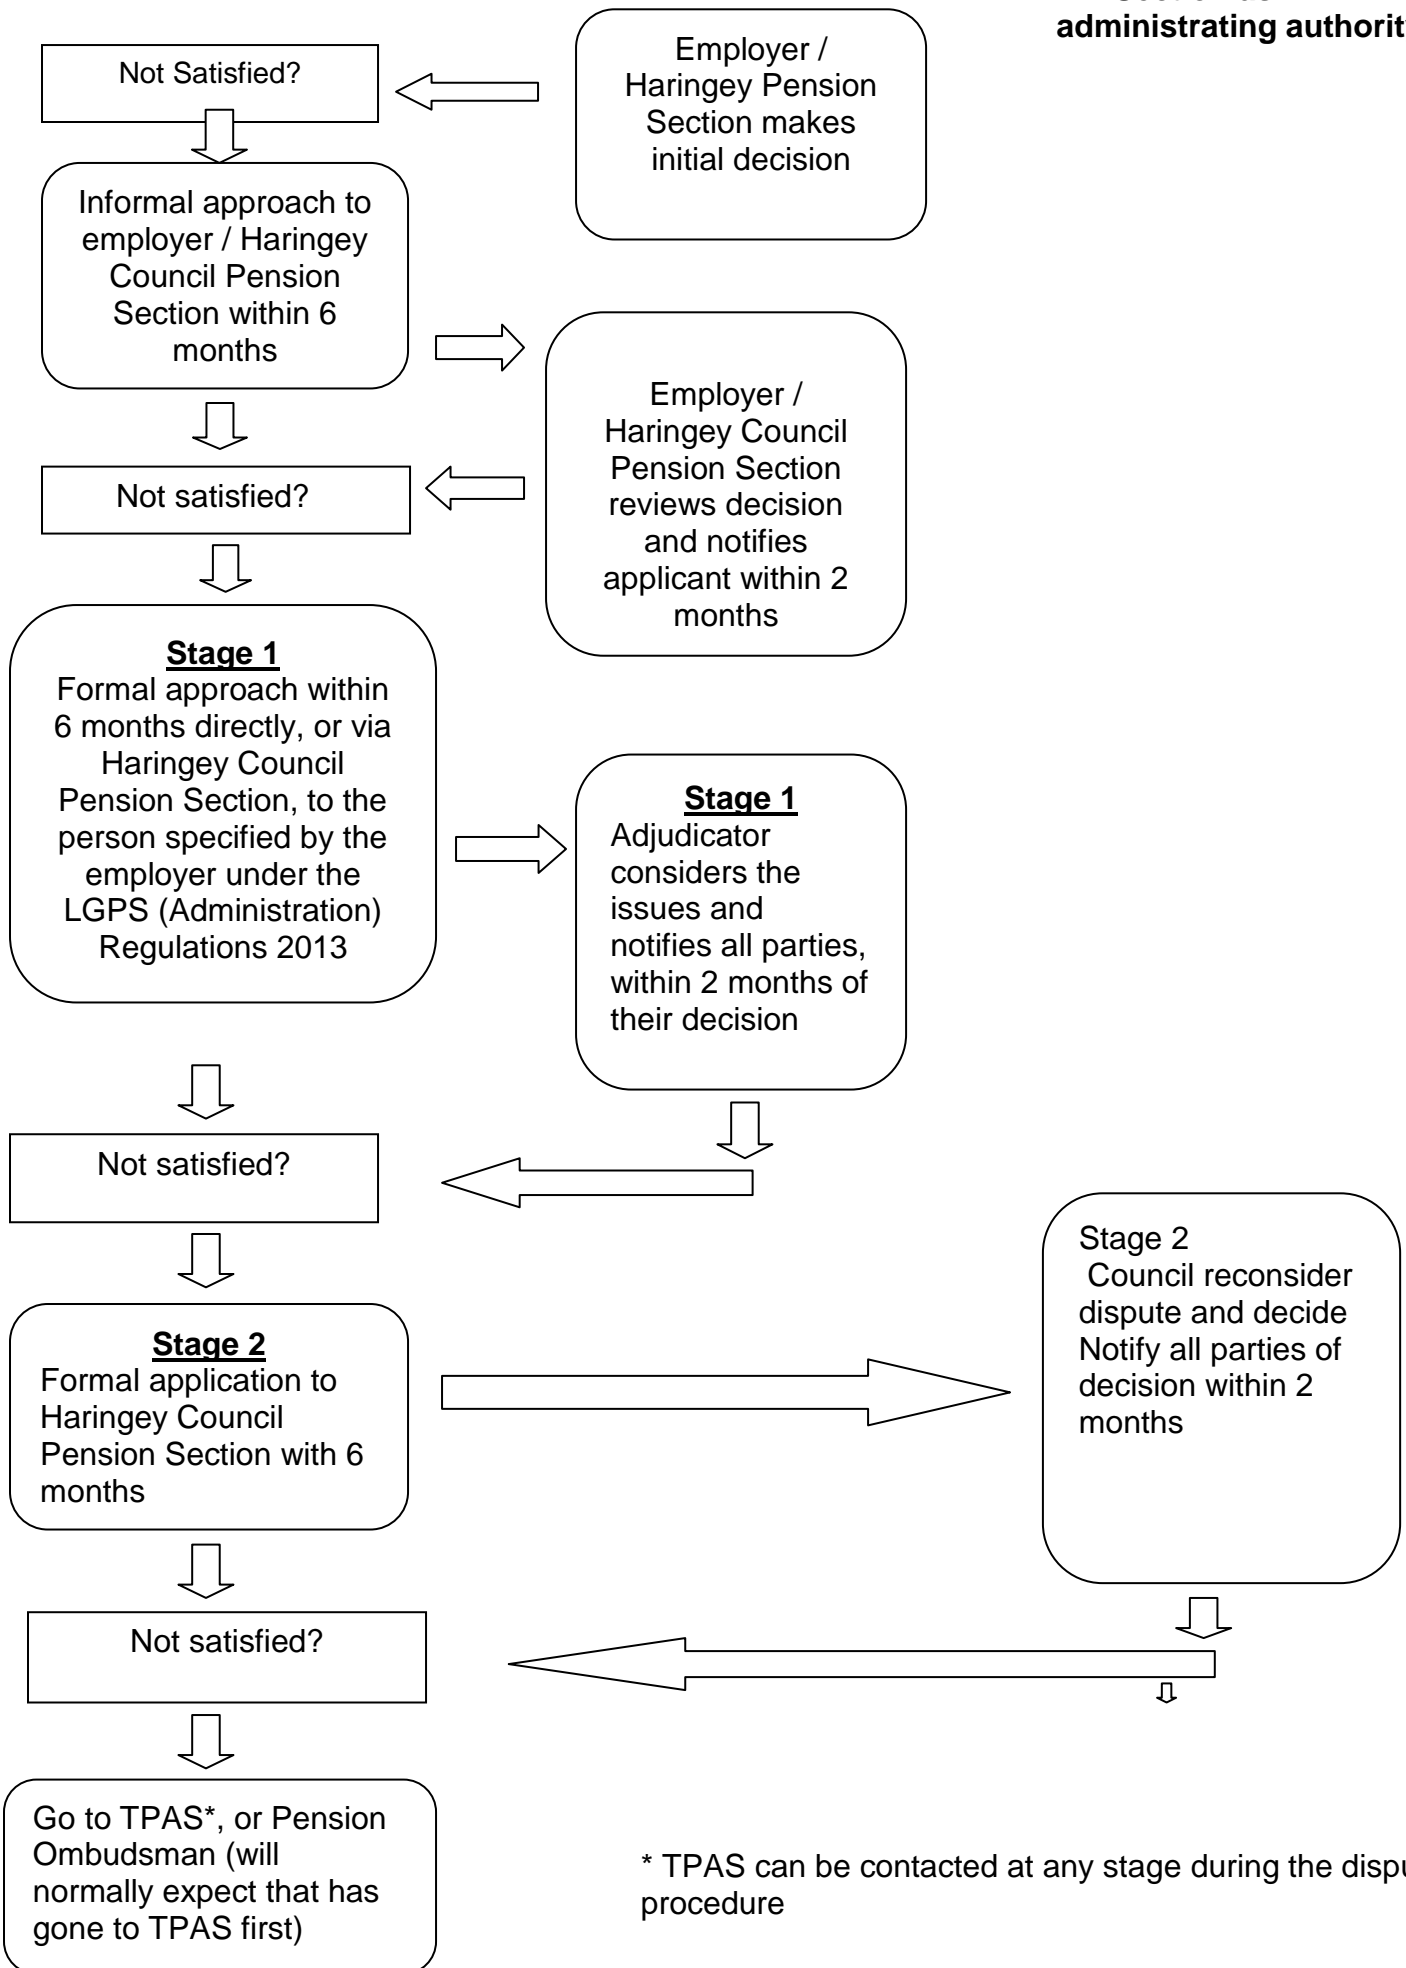 administrating authority
Employer /
Haringey Pension
Section makes
initial decision
Not Satisfied?
Informal approach to
employer / Haringey
Council Pension
Section within 6
months
Employer /
Haringey Council
Pension Section
reviews decision
and notifies
applicant within 2
months
Not satisfied?
Stage 1
Formal approach within
6 months directly, or via
Haringey Council
Pension Section, to the
person specified by the
employer under the
LGPS (Administration)
Regulations 2013
Stage 1
Adjudicator
considers the
issues and
notifies all parties,
within 2 months of
their decision
Not satisfied?
Stage 2
Formal application to
Haringey Council
Pension Section with 6
months
Stage 2
Council reconsider
dispute and decide
Notify all parties of
decision within 2
months
Not satisfied?
Go to TPAS*, or Pension
Ombudsman (will
normally expect that has
gone to TPAS first)
* TPAS can be contacted at any stage during the
procedure